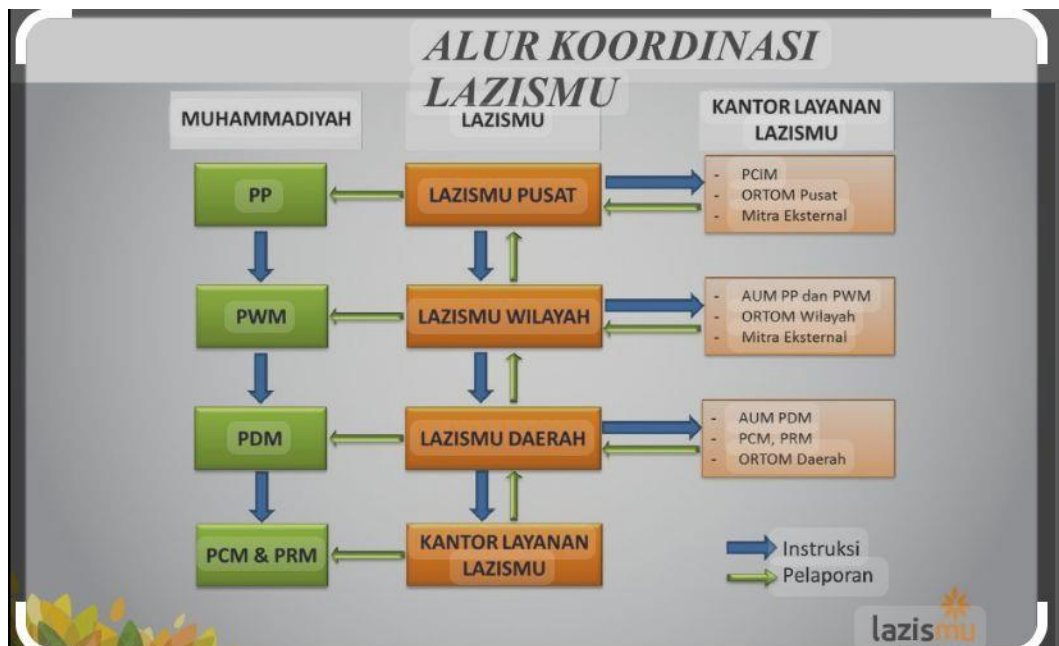 ALUR KOORDINASI
LAZISMU
MUHAMMADIYAH
LAZISMU
KANTOR LAYANAN
LAZISMU
PP
LAZISMU PUSAT
- PCIM
- ORTOM Pusat
- Mitra Eksternal
PWM
LAZISMU WILAYAH
- AUM PP dan PWM
- ORTOM Wilayah
- Mitra Eksternal
PDM
LAZISMU DAERAH
- AUM PDM
- PCM, PRM
- ORTOM Daerah
PCM & PRM
KANTOR LAYANAN
LAZISMU
Instruksi
Pelaporan
lazismu